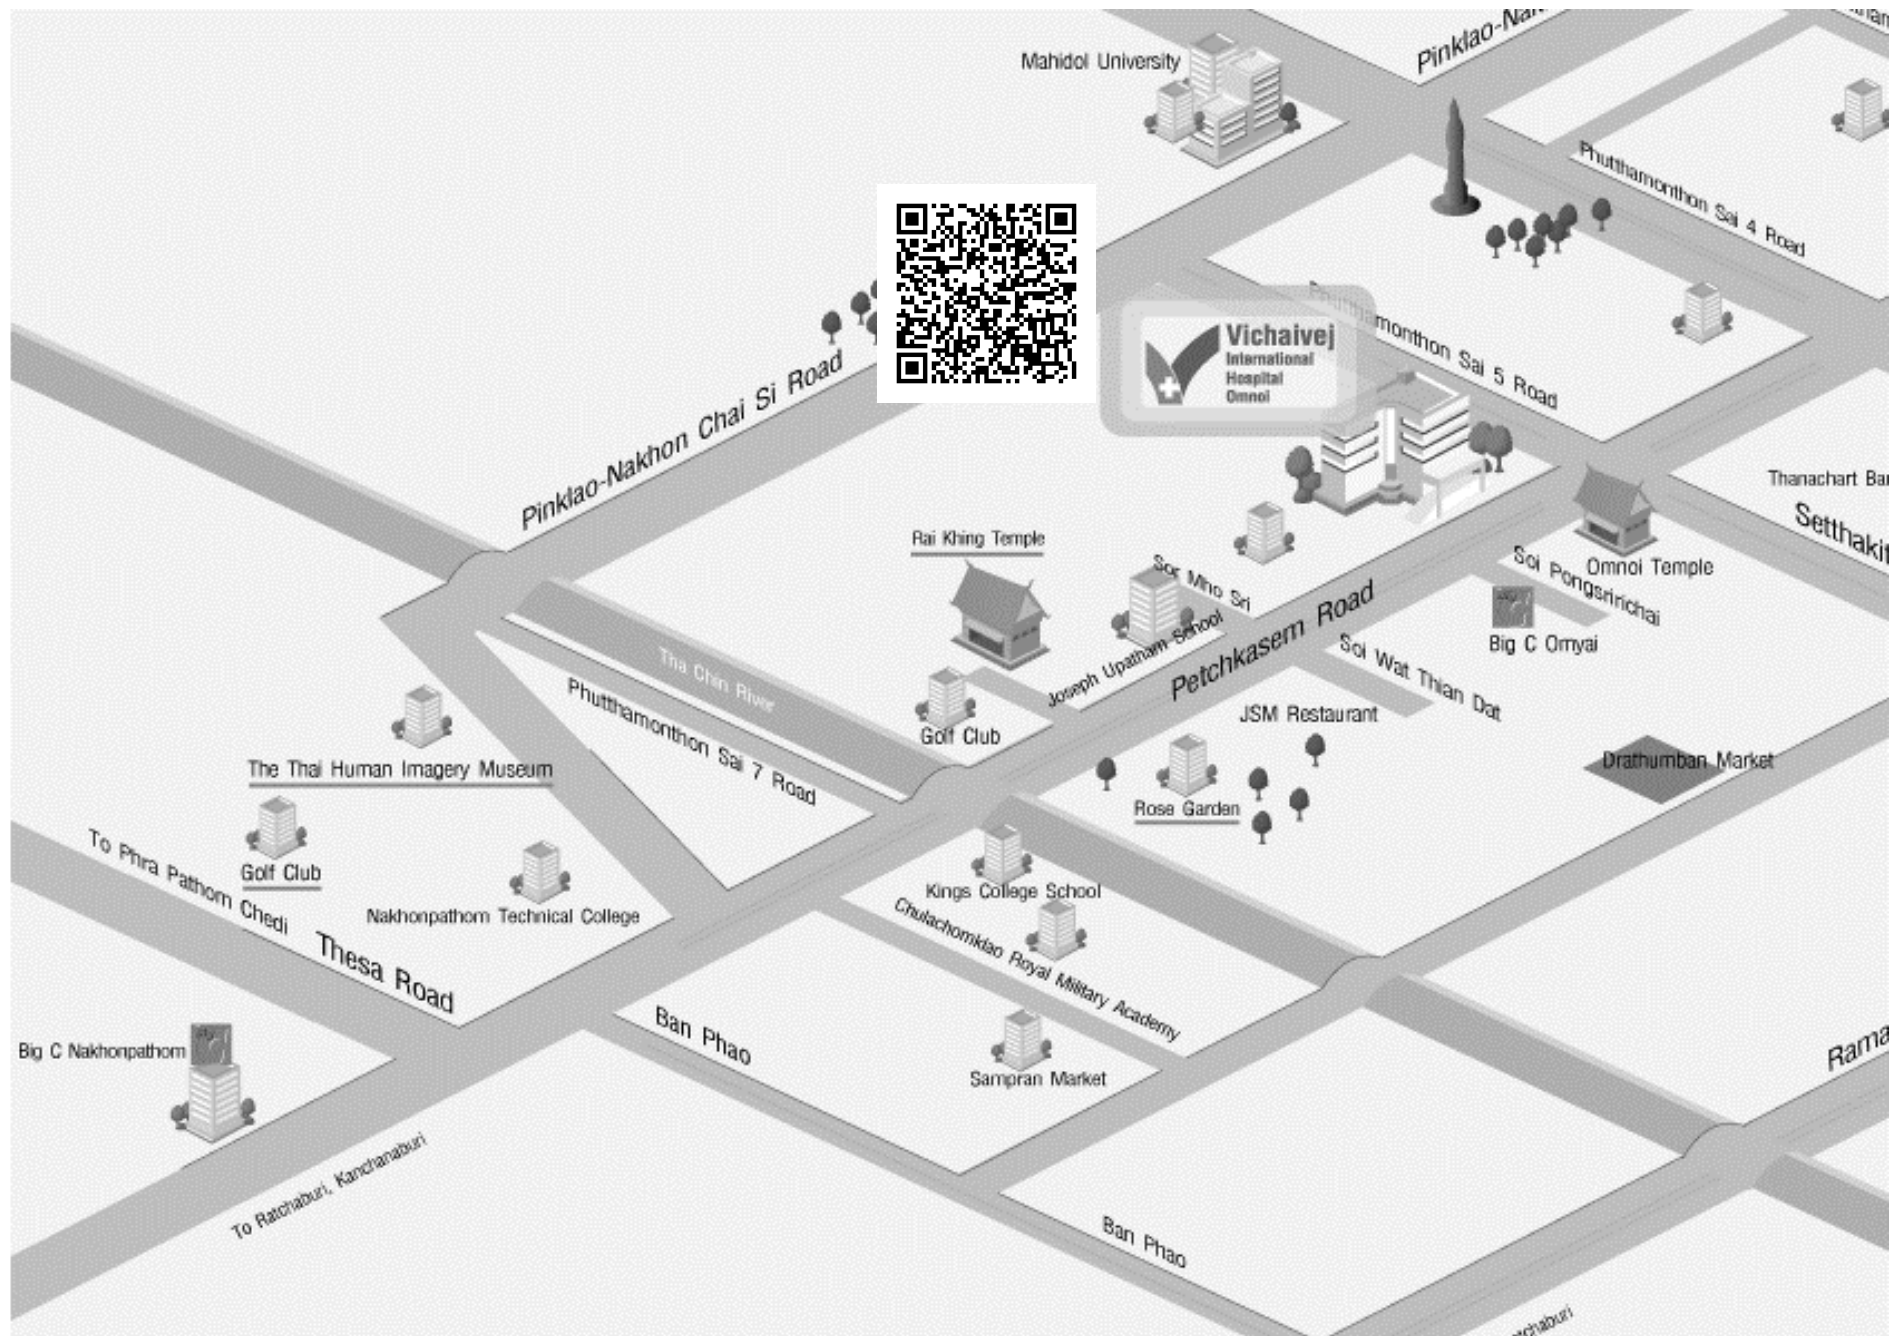 Pinklao-Na
Mahidol University
Phutthamonthon Sai 4 Road
monthon Sai 5 Road
Vichaivej
International
Hospital
Omnoi
Pinklao-Nakhon Chai Si Road
Thanachart
Setthakit
Rai Khing Temple
Sor Mho Sri
Omnoi Temple
Soi Pongsririchai
Big C Omyai
Joseph Upatham School
Petchkasem Road
Soi Wat Thian Dat
Tha Chin River
Phutthamonthon Sai 7 Road
Golf Club
JSM Restaurant
Drathumban Market
The Thai Human Imagery Museum
Rose Garden
Golf Club
To Phra Pathom Chedi
Kings College School
Nakhonpathom Technical College
Chulachomklao Royal Military Academy
Thesa Road
Ban Phao
Big C Nakhonpathom
Sampran Market
Rama
To Ratchaburi, Kanchanaburi
Ban Phao
tchaburi